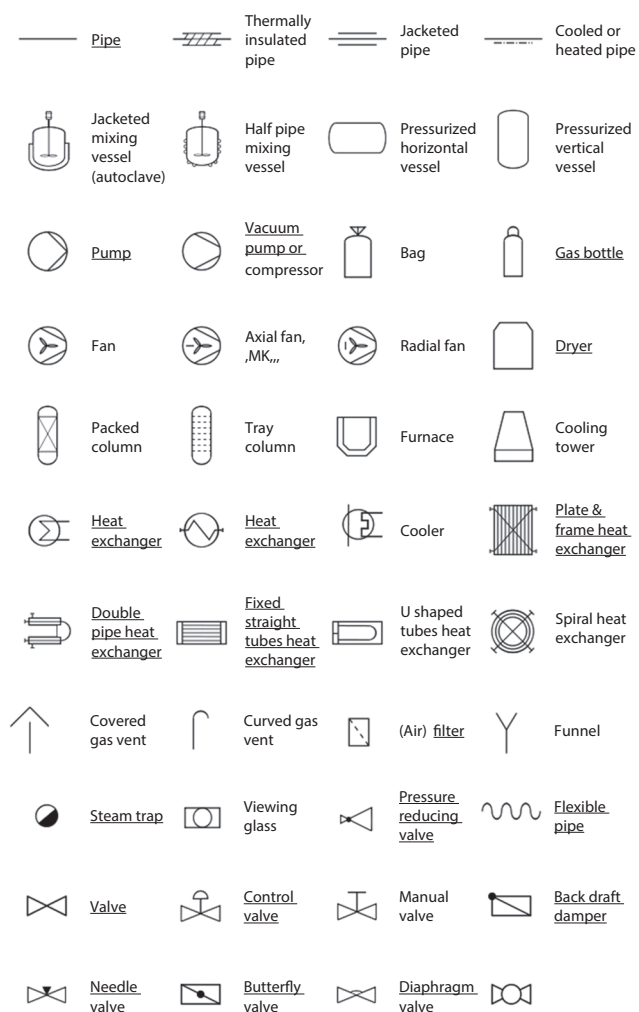 Pipe
Thermally
insulated
pipe
Jacketed
pipe
Cooled or
heated pipe
Jacketed
mixing
vessel
(autoclave)
Half pipe
mixing
vessel
Pressurized
horizontal
vessel
Pressurized
vertical
vessel
Pump
Vacuum
pump or
compressor
Bag
Gas bottle
Fan
Axial fan,
,MK,,,
Radial fan
Dryer
Packed
column
Tray
column
Furnace
Cooling
tower
Heat
exchanger
Heat
exchanger
Cooler
Plate &
frame heat
exchanger
Double
pipe heat
exchanger
Fixed
straight
tubes heat
exchanger
U shaped
tubes heat
exchanger
Spiral heat
exchanger
Covered
gas vent
Curved gas
vent
(Air) filter
Funnel
Steam trap
Viewing
glass
Pressure
reducing
valve
Flexible
pipe
Valve
Control
valve
Manual
valve
Back draft
damper
Needle
valve
Butterfly
valve
Diaphragm
valve